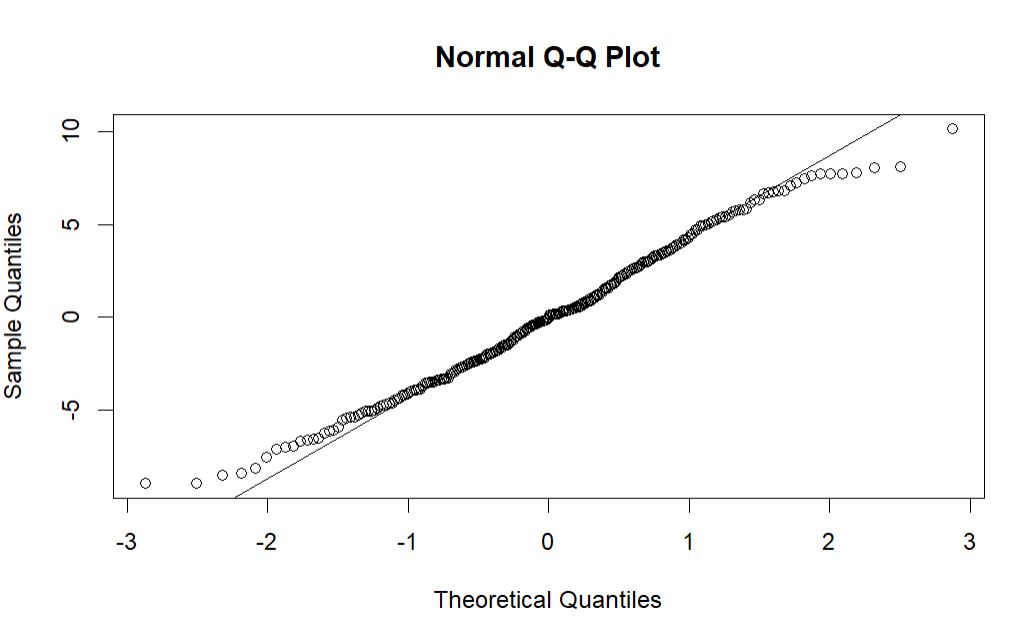 Normal Q-Q Plot
Sample Quantiles
10
5
0
-5
-3 -2 -1 0 1 2 3
Theoretical Quantiles